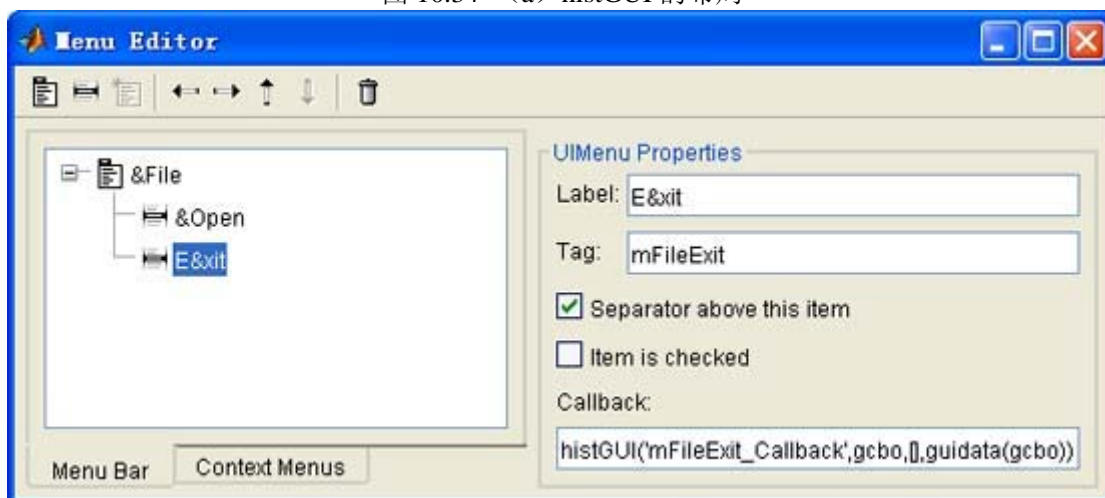 Menu Editor
&File
&Open
E&xit
Menu Bar
Context Menus
UIMenu Properties
Label: E&xit
Tag: mFileExit
Separator above this item
Item is checked
Callback:
histGUI('mFileExit_Callback',gcbo,[],guidata(gcbo))